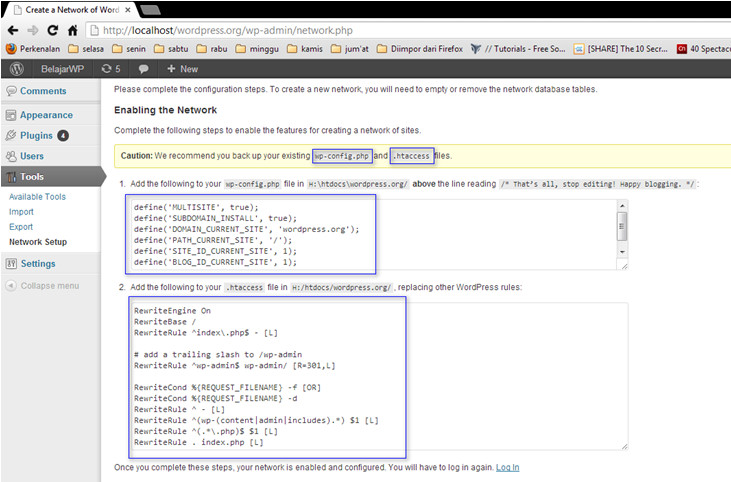 Create a Network of Word
http://localhost/wordpress.org/wp-admin/network.php
Perkenalan selasa senin sabtu rabu minggu kamis jum'at Diimpor dari Firefox // Tutorials - Free So... [SHARE] The 10 Secr... 40 Spectacu
BelajarWP 5 + New
Comments
Appearance
Plugins 4
Users
Tools
Available Tools
Import
Export
Network Setup
Settings
Collapse menu
Please complete the configuration steps. To create a new network, you will need to empty or remove the network database tables.
Enabling the Network
Complete the following steps to enable the features for creating a network of sites.
Caution: We recommend you back up your existing wp-config.php and .htaccess files.
1. Add the following to your wp-config.php file in H:\htdocs\wordpress.org/ above the line reading /* That's all, stop editing! Happy blogging. */:
define('MULTISITE', true);
define('SUBDOMAIN_INSTALL', true);
define('DOMAIN_CURRENT_SITE', 'wordpress.org');
define('PATH_CURRENT_SITE', '/');
define('SITE_ID_CURRENT_SITE', 1);
define('BLOG_ID_CURRENT_SITE', 1);
2. Add the following to your .htaccess file in H:/htdocs/wordpress.org/, replacing other WordPress rules:
RewriteEngine On
RewriteBase /
RewriteRule ^index\.php$ - [L]
# add a trailing slash to /wp-admin
RewriteRule ^wp-admin$ wp-admin/ [R=301,L]
RewriteCond %{REQUEST_FILENAME} -f [OR]
RewriteCond %{REQUEST_FILENAME} -d
RewriteRule ^ - [L]
RewriteRule ^(wp-(content|admin|includes).*) $1 [L]
RewriteRule ^(.*\.php)$ $1 [L]
RewriteRule . index.php [L]
Once you complete these steps, your network is enabled and configured. You will have to log in again. Log In